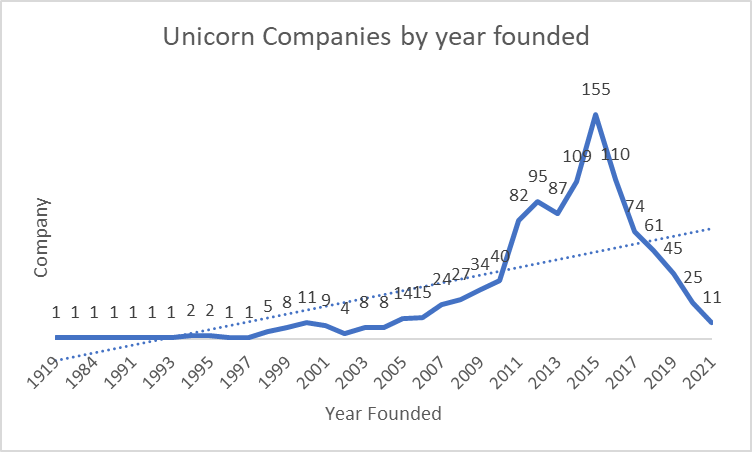 Unicorn Companies by year founded
Company
1 1 1 1 1 1 1 2 2 1 1 5 8 11 9 4 8 8 14 15 24 27 34 40 82 95 87 109 155 110 74 61 45 25 11
1919 1984 1991 1993 1995 1997 1999 2001 2003 2005 2007 2009 2011 2013 2015 2017 2019 2021
Year Founded